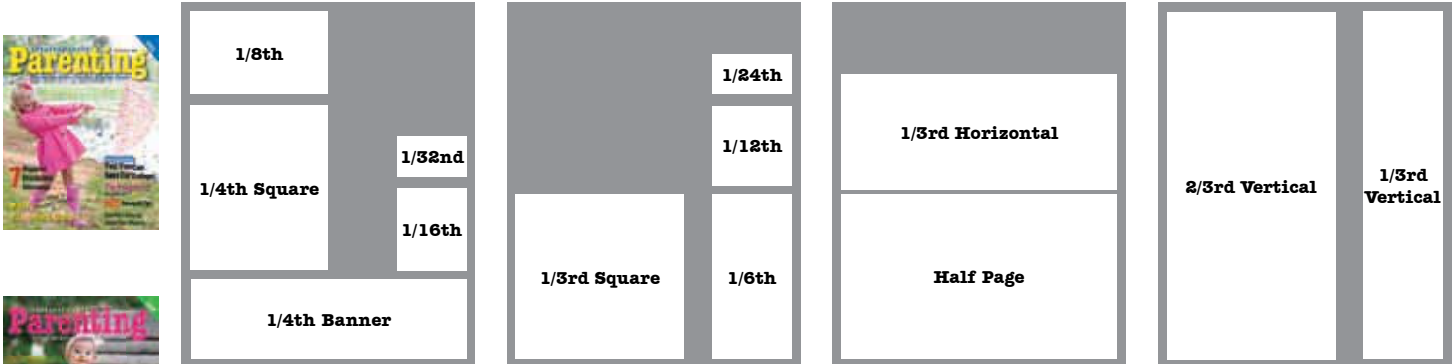 Parenting
7
Parenting
1/8th
1/4th Square
1/32nd
1/16th
1/4th Banner
1/24th
1/12th
1/3rd Square
1/6th
1/3rd Horizontal
Half Page
2/3rd Vertical
1/3rd
Vertical